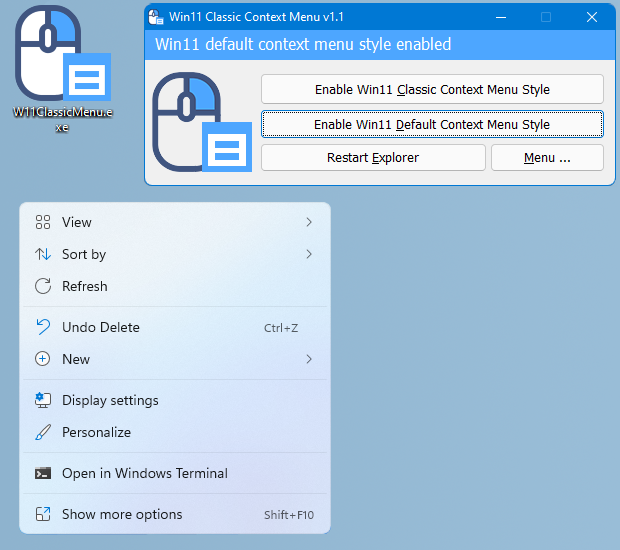 W11ClassicMenu.e
xe
Win11 Classic Context Menu v1.1
Win11 default context menu style enabled
Enable Win11 Classic Context Menu Style
Enable Win11 Default Context Menu Style
Restart Explorer
Menu ...
View
Sort by
Refresh
Undo Delete Ctrl+Z
New
Display settings
Personalize
Open in Windows Terminal
Show more options Shift+F10